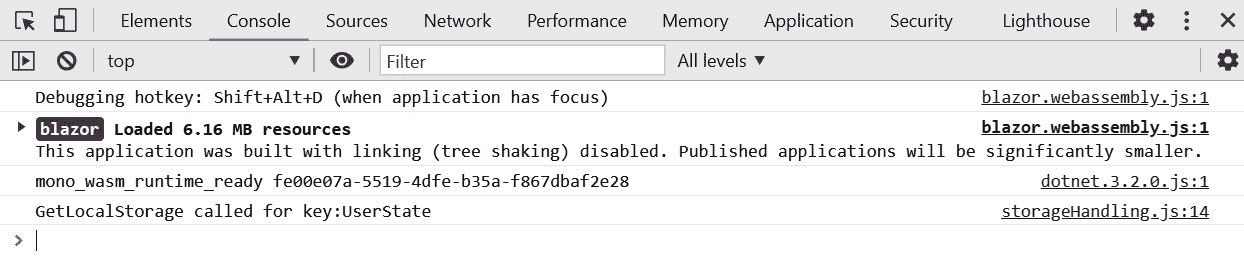 Elements Console Sources Network Performance Memory Application Security Lighthouse
top Filter All levels
Debugging hotkey: Shift+Alt+D (when application has focus) blazor.webassembly.js:1
blazor Loaded 6.16 MB resources blazor.webassembly.js:1
This application was built with linking (tree shaking) disabled. Published applications will be significantly smaller.
mono_wasm_runtime_ready fe00e07a-5519-4dfe-b35a-f867dbaf2e28 dotnet.3.2.0.js:1
GetLocalStorage called for key:UserState storageHandling.js:14